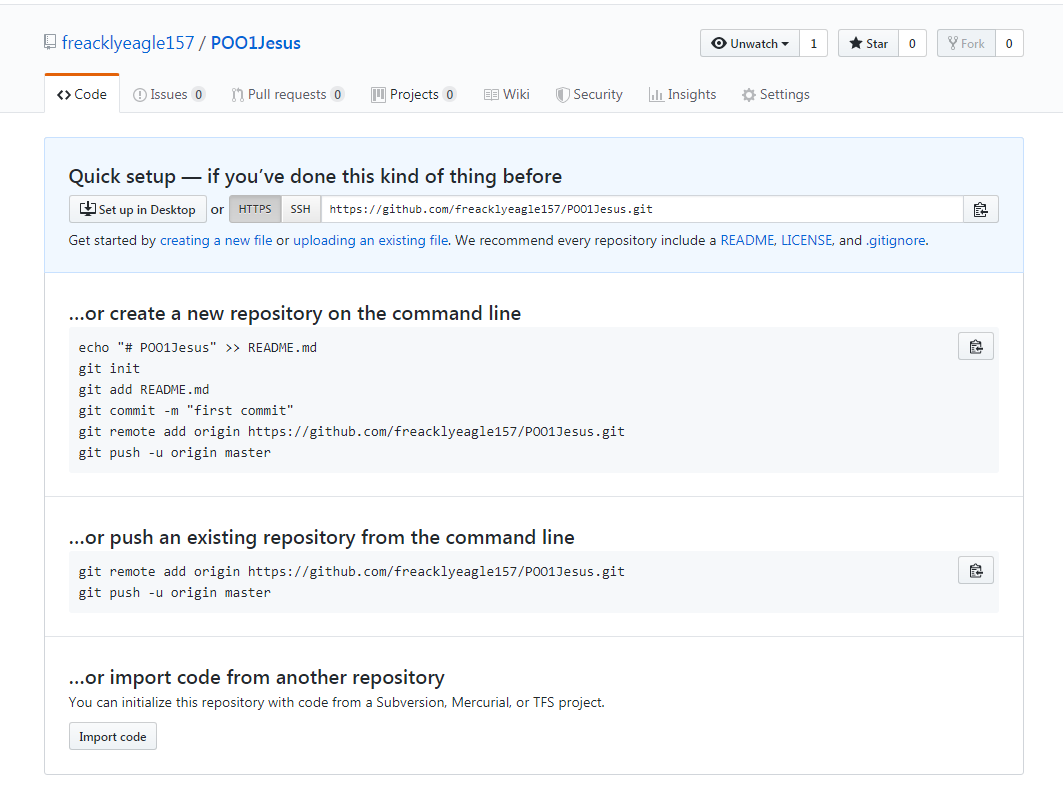 freacklyeagle157 / POO1Jesus
Unwatch 1 Star 0 Fork 0
Code Issues 0 Pull requests 0 Projects 0 Wiki Security Insights Settings
Quick setup — if you’ve done this kind of thing before
Set up in Desktop or HTTPS SSH https://github.com/freacklyeagle157/POO1Jesus.git
Get started by creating a new file or uploading an existing file. We recommend every repository include a README, LICENSE, and .gitignore.
…or create a new repository on the command line
echo "# POO1Jesus" >> README.md
git init
git add README.md
git commit -m "first commit"
git remote add origin https://github.com/freacklyeagle157/POO1Jesus.git
git push -u origin master
…or push an existing repository from the command line
git remote add origin https://github.com/freacklyeagle157/POO1Jesus.git
git push -u origin master
…or import code from another repository
You can initialize this repository with code from a Subversion, Mercurial, or TFS project.
Import code